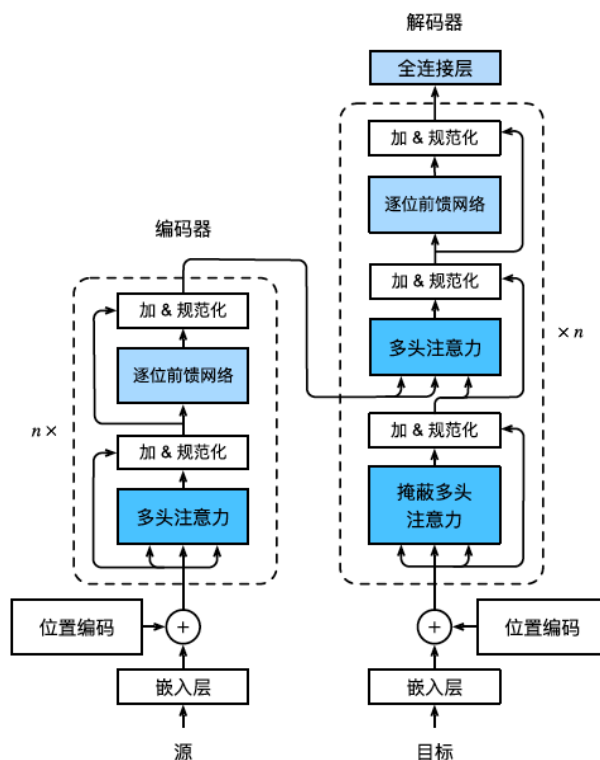 解码器
全连接层
加 & 规范化
逐位前馈网络
加 & 规范化
多头注意力
× n
加 & 规范化
掩蔽多头
注意力
位置编码
+
嵌入层
目标
编码器
加 & 规范化
逐位前馈网络
n ×
加 & 规范化
多头注意力
位置编码
+
嵌入层
源